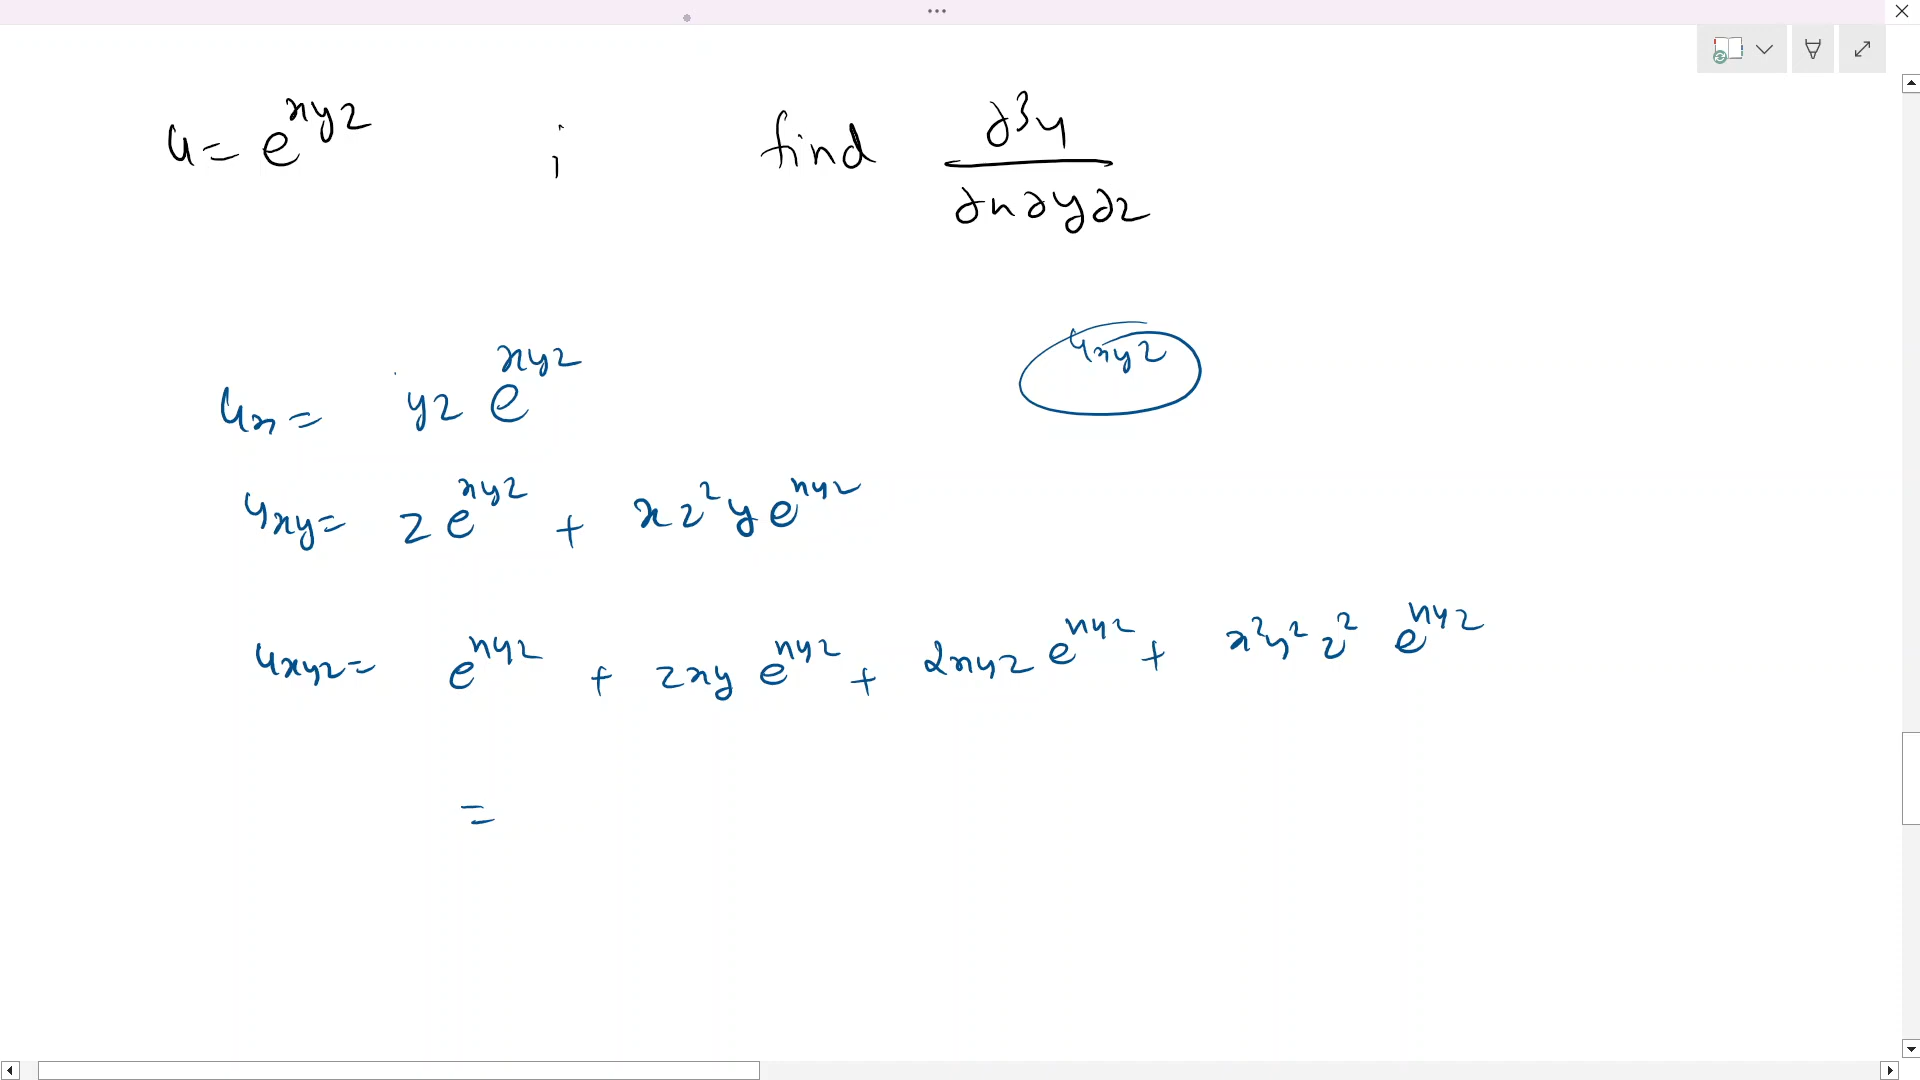 u = e^{xyz} ; find ∂³u / ∂x∂y∂z
u_{xyz}
u_x = yz e^{xyz}
u_{xy} = z e^{xyz} + x z² y e^{xyz}
u_{xyz} = e^{xyz} + zxy e^{xyz} + 2xyz e^{xyz} + x²y²z² e^{xyz}
=